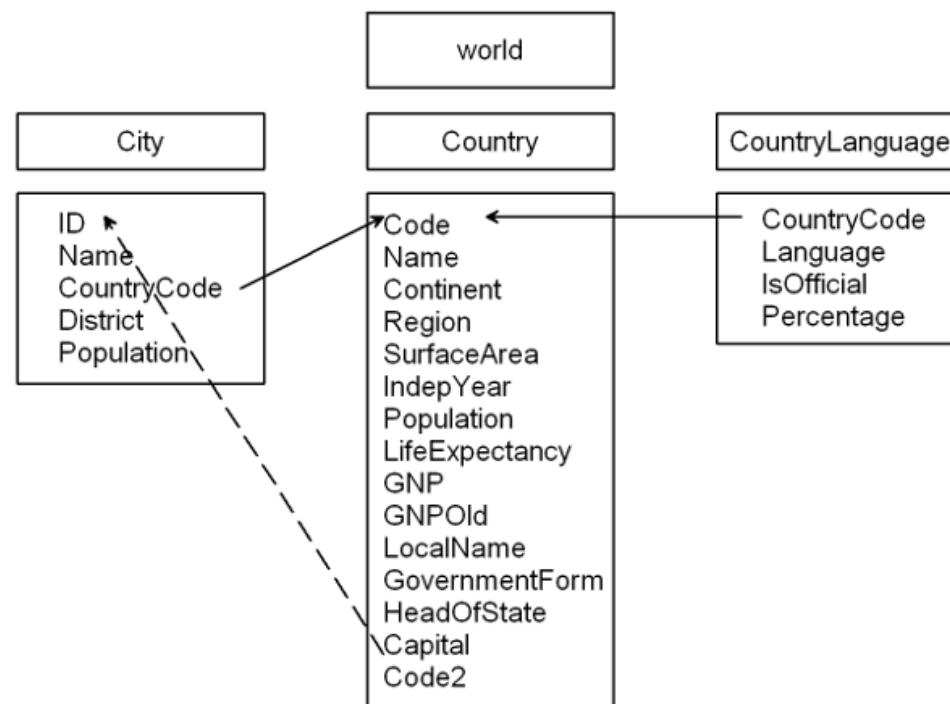 world
City
Country
CountryLanguage
ID
Name
CountryCode
District
Population
Code
Name
Continent
Region
SurfaceArea
IndepYear
Population
LifeExpectancy
GNP
GNPOld
LocalName
GovernmentForm
HeadOfState
Capital
Code2
CountryCode
Language
IsOfficial
Percentage